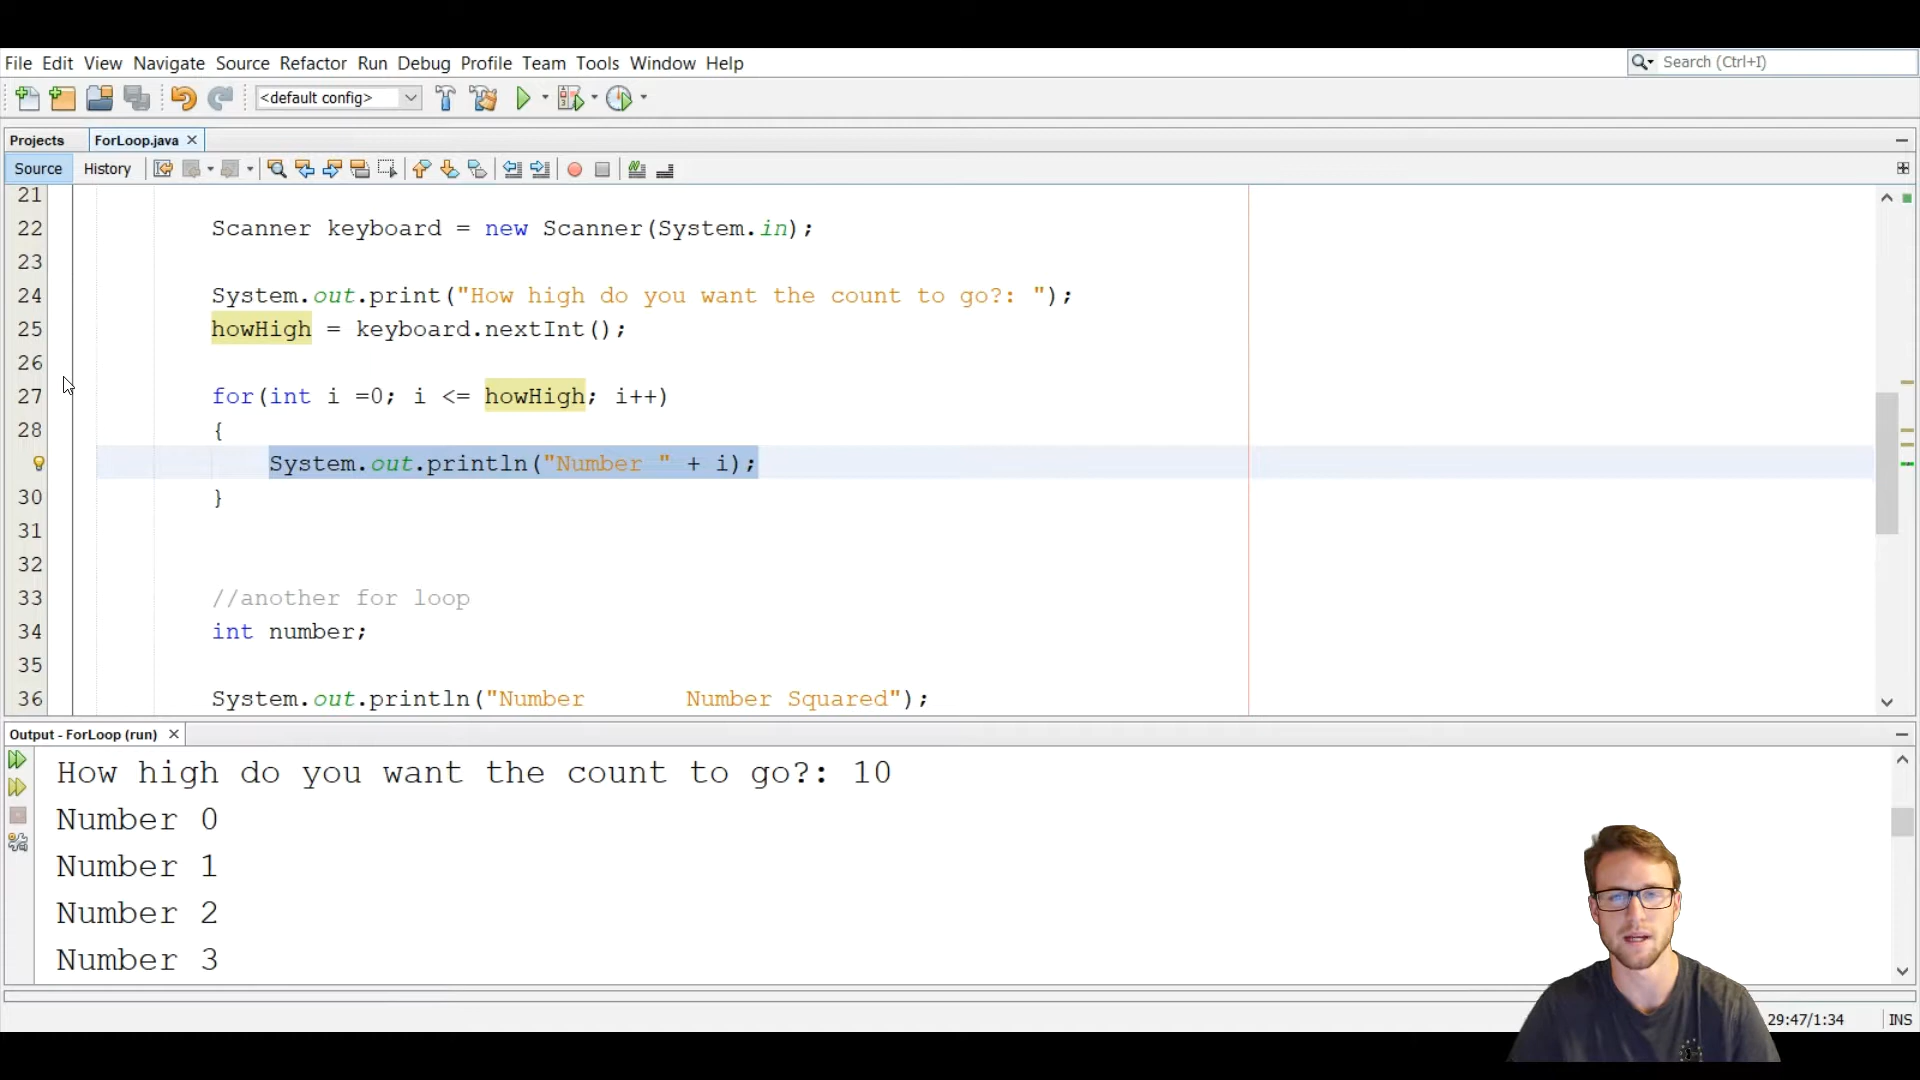 File Edit View Navigate Source Refactor Run Debug Profile Team Tools Window Help
Search (Ctrl+I)
<default config>
Projects ForLoop.java
Source History
21
22 Scanner keyboard = new Scanner(System.in);
23
24 System.out.print("How high do you want the count to go?: ");
25 howHigh = keyboard.nextInt();
26
27 for(int i =0; i <= howHigh; i++)
28 {
System.out.println("Number " + i);
30 }
31
32
33 //another for loop
34 int number;
35
36 System.out.println("Number Number Squared");
Output - ForLoop (run)
How high do you want the count to go?: 10
Number 0
Number 1
Number 2
Number 3
29:47/1:34 INS